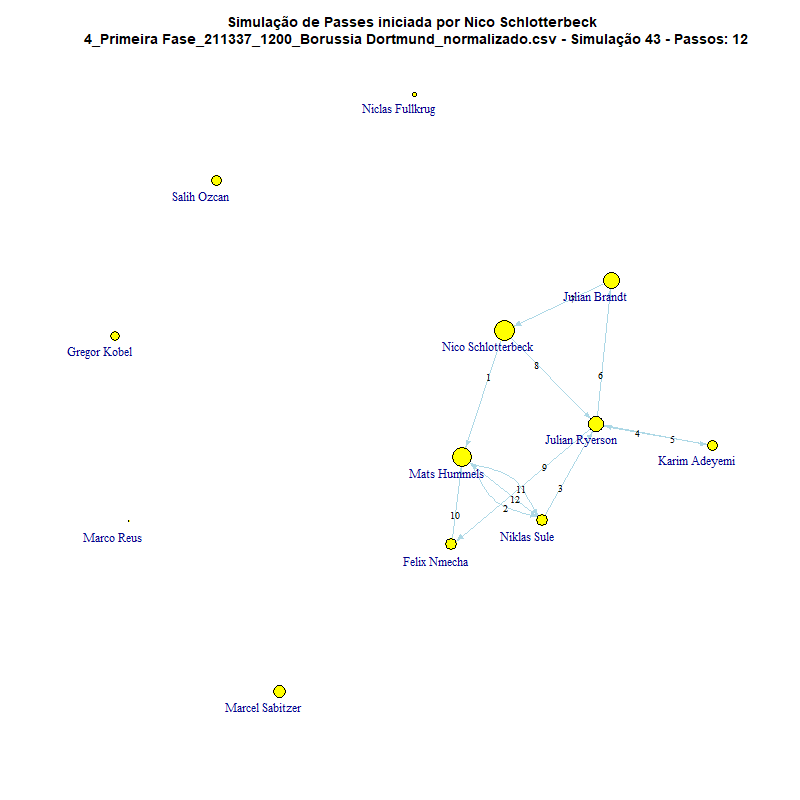 Simulação de Passes iniciada por Nico Schlotterbeck
4_Primeira Fase_211337_1200_Borussia Dortmund_normalizado.csv - Simulação 43 - Passos: 12
Niclas Fullkrug
Salih Ozcan
Julian Brandt
Gregor Kobel
Nico Schlotterbeck
1
8
6
4
5
Julian Ryerson
Karim Adeyemi
9
Mats Hummels
11
3
12
2
10
Marco Reus
Niklas Sule
Felix Nmecha
Marcel Sabitzer